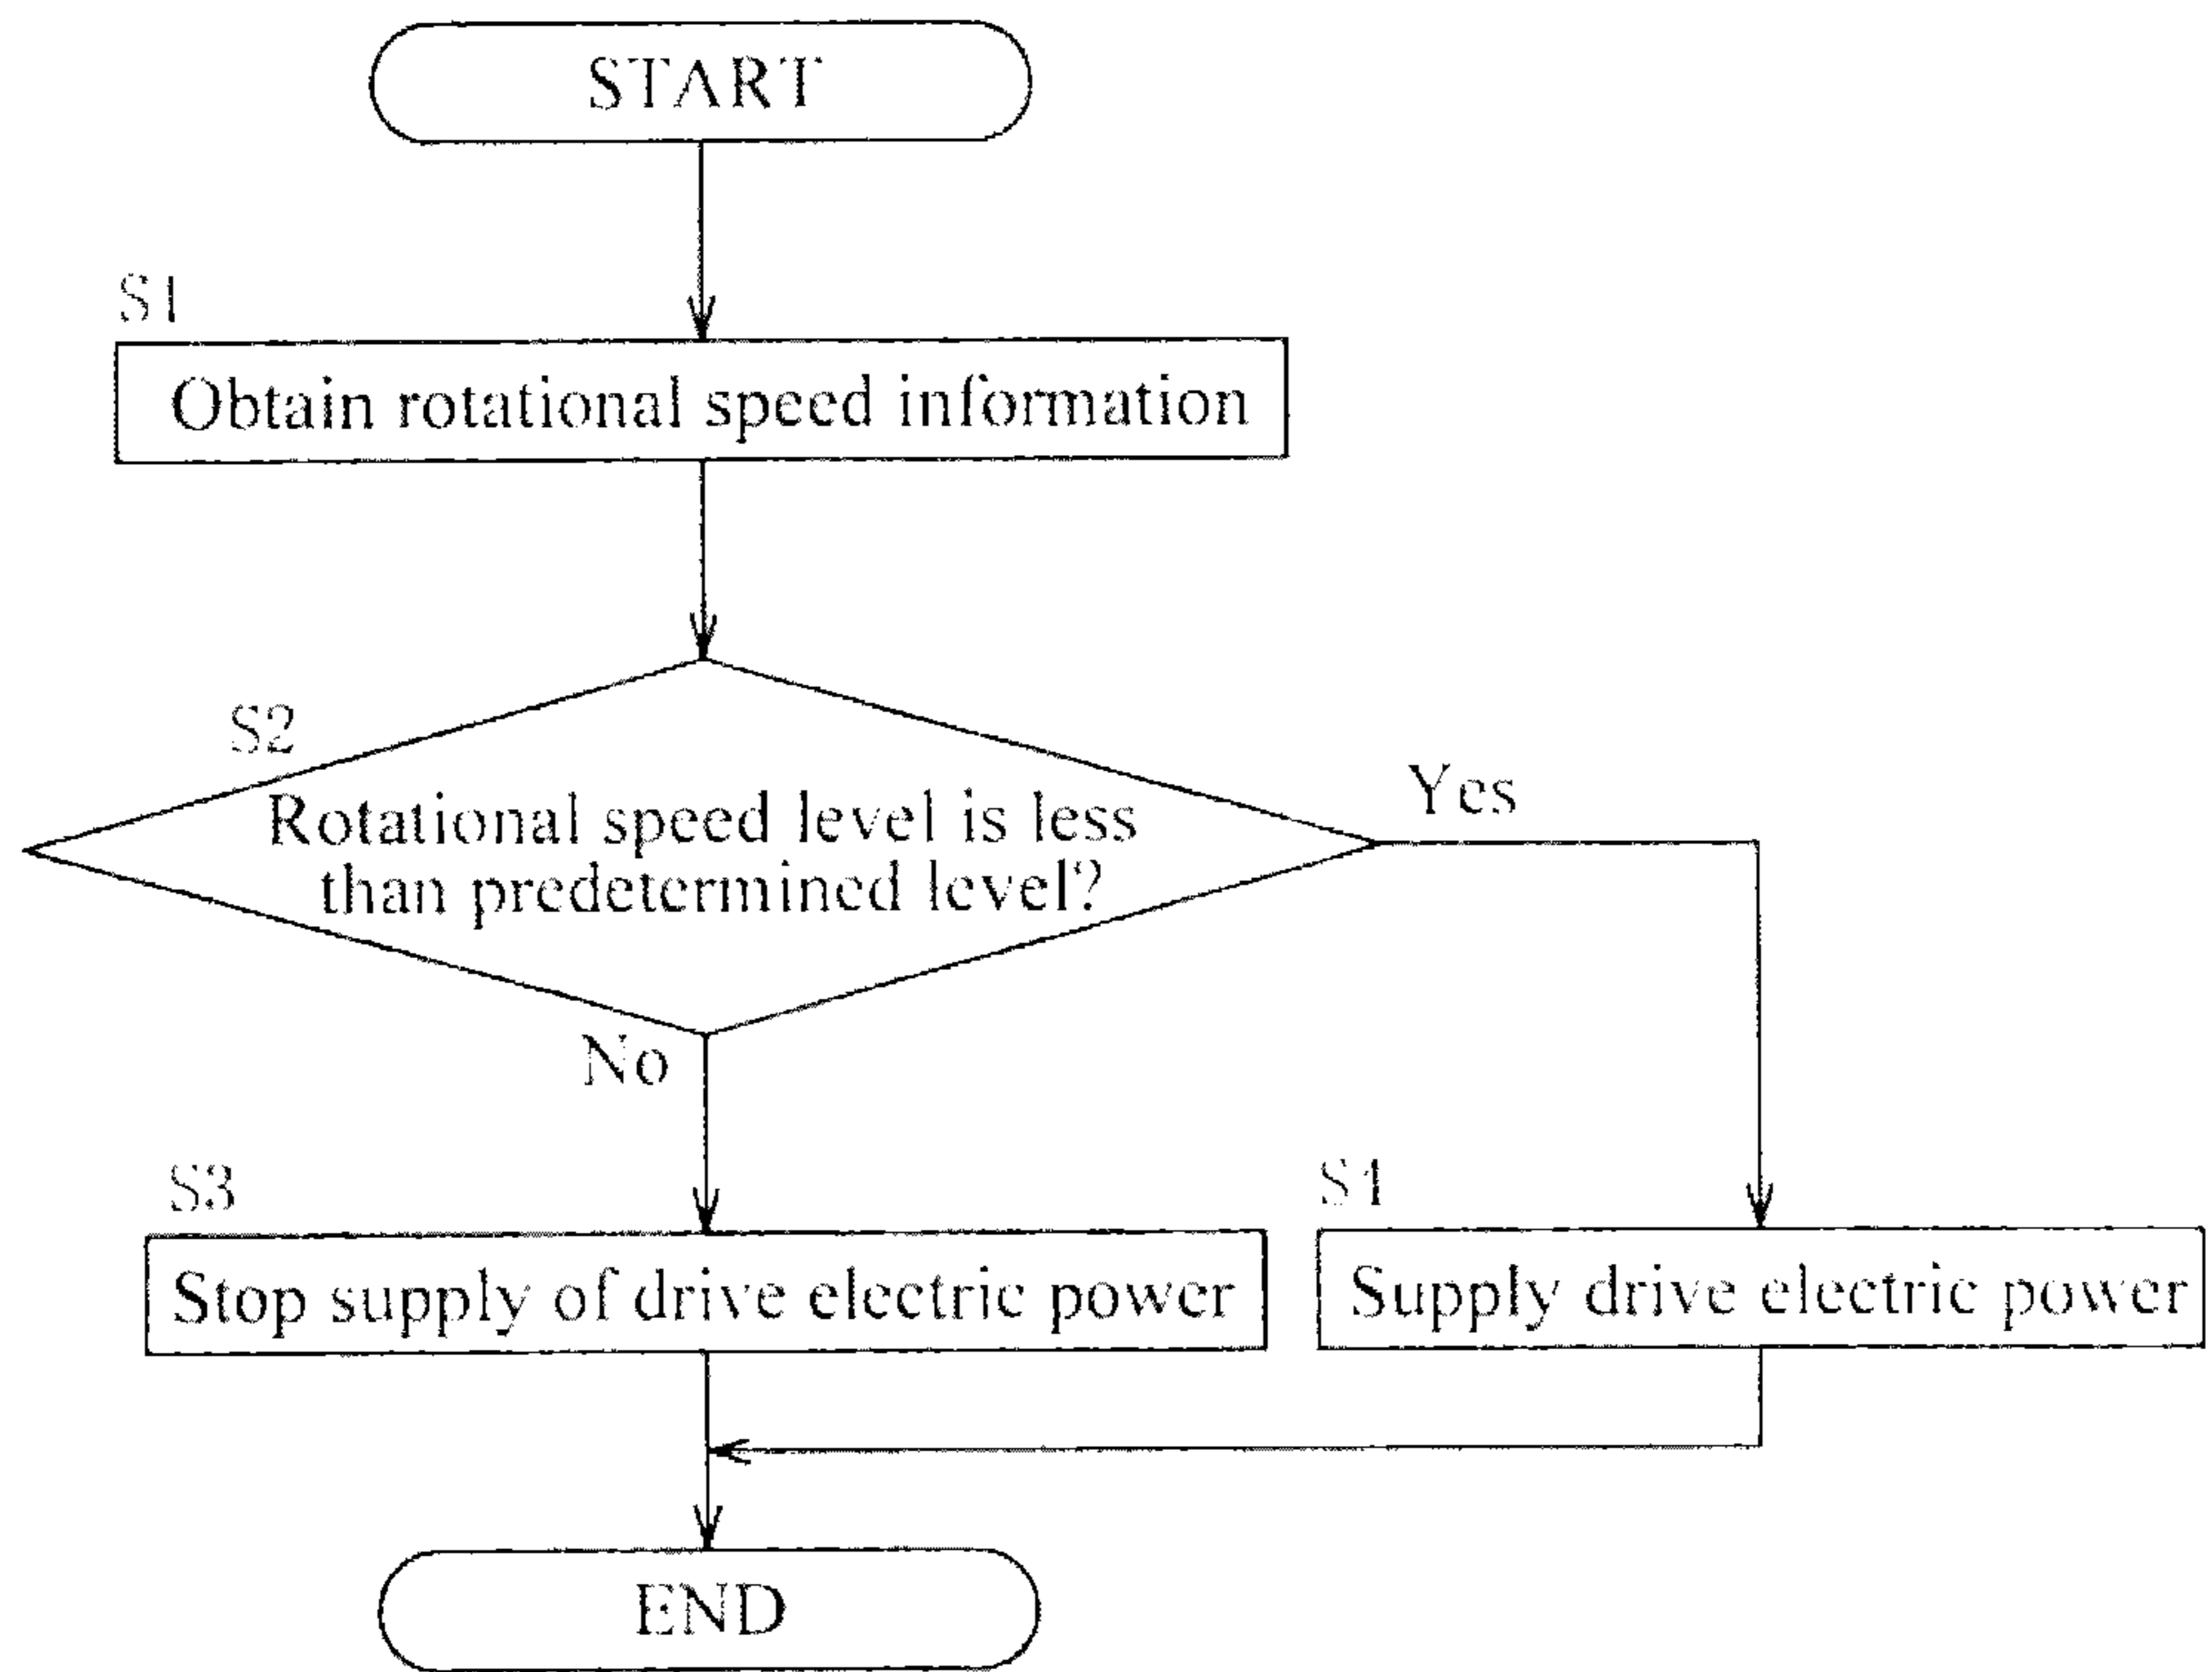 START
S1
Obtain rotational speed information
S2
Rotational speed level is less
than predetermined level?
Yes
No
S3
Stop supply of drive electric power
S4
Supply drive electric power
END